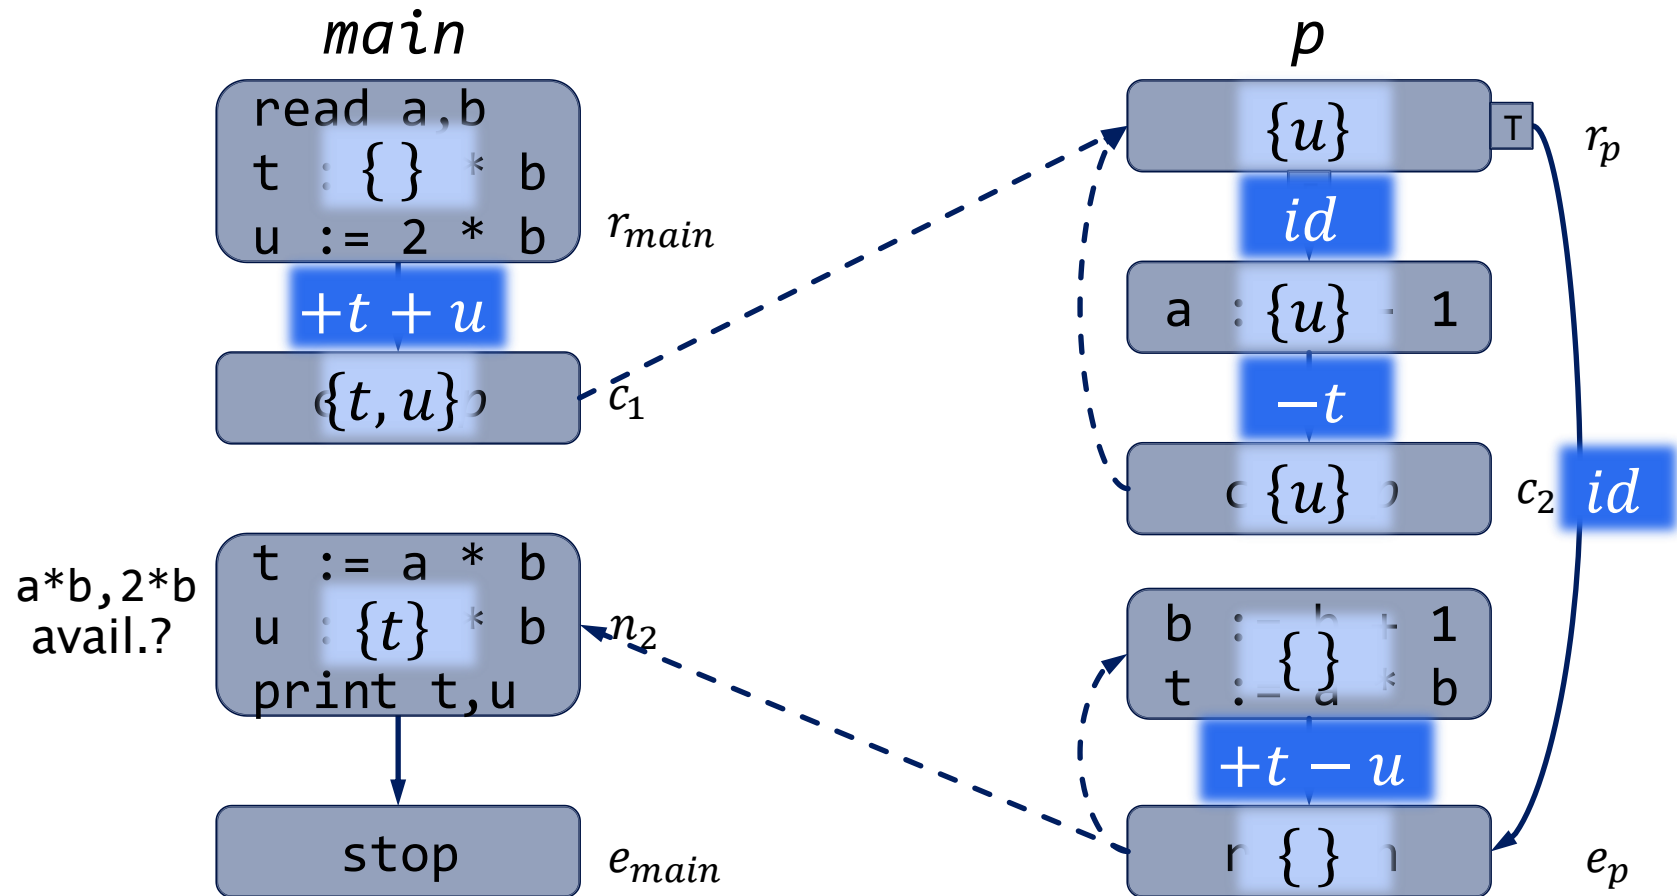 main
read a,b
t : { } * b
u := 2 * b
r_main
+t + u
{t, u}
c_1
a*b,2*b
avail.?
t := a * b
u : {t} * b
print t,u
n_2
stop
e_main
p
{u}
T
r_p
id
a : {u} - 1
−t
{u}
c_2
id
b := b + 1
{ }
t := a * b
+t − u
{ }
e_p